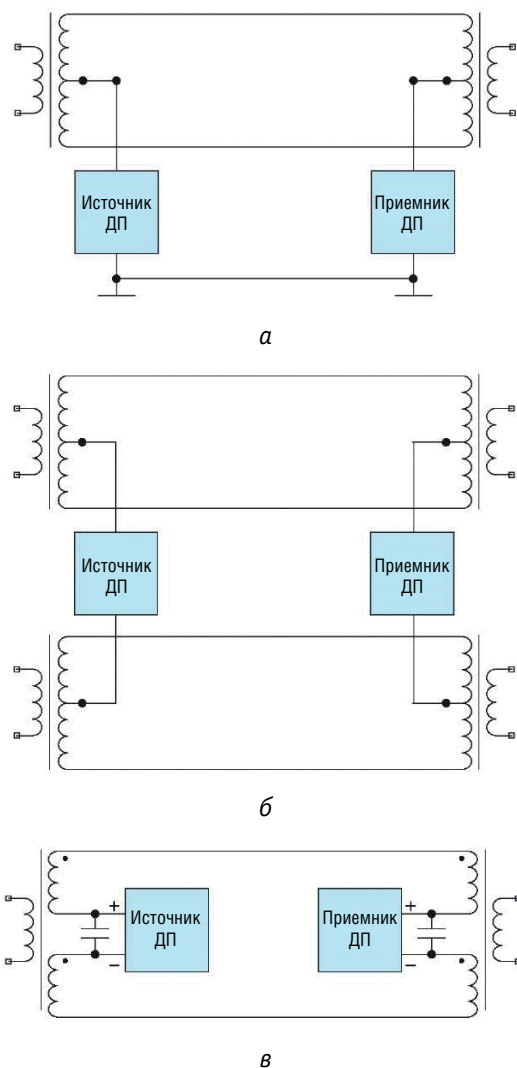 Источник
ДП
Приемник
ДП
а
Источник
ДП
Приемник
ДП
б
+
Источник
ДП
−
Приемник
ДП
+
−
в